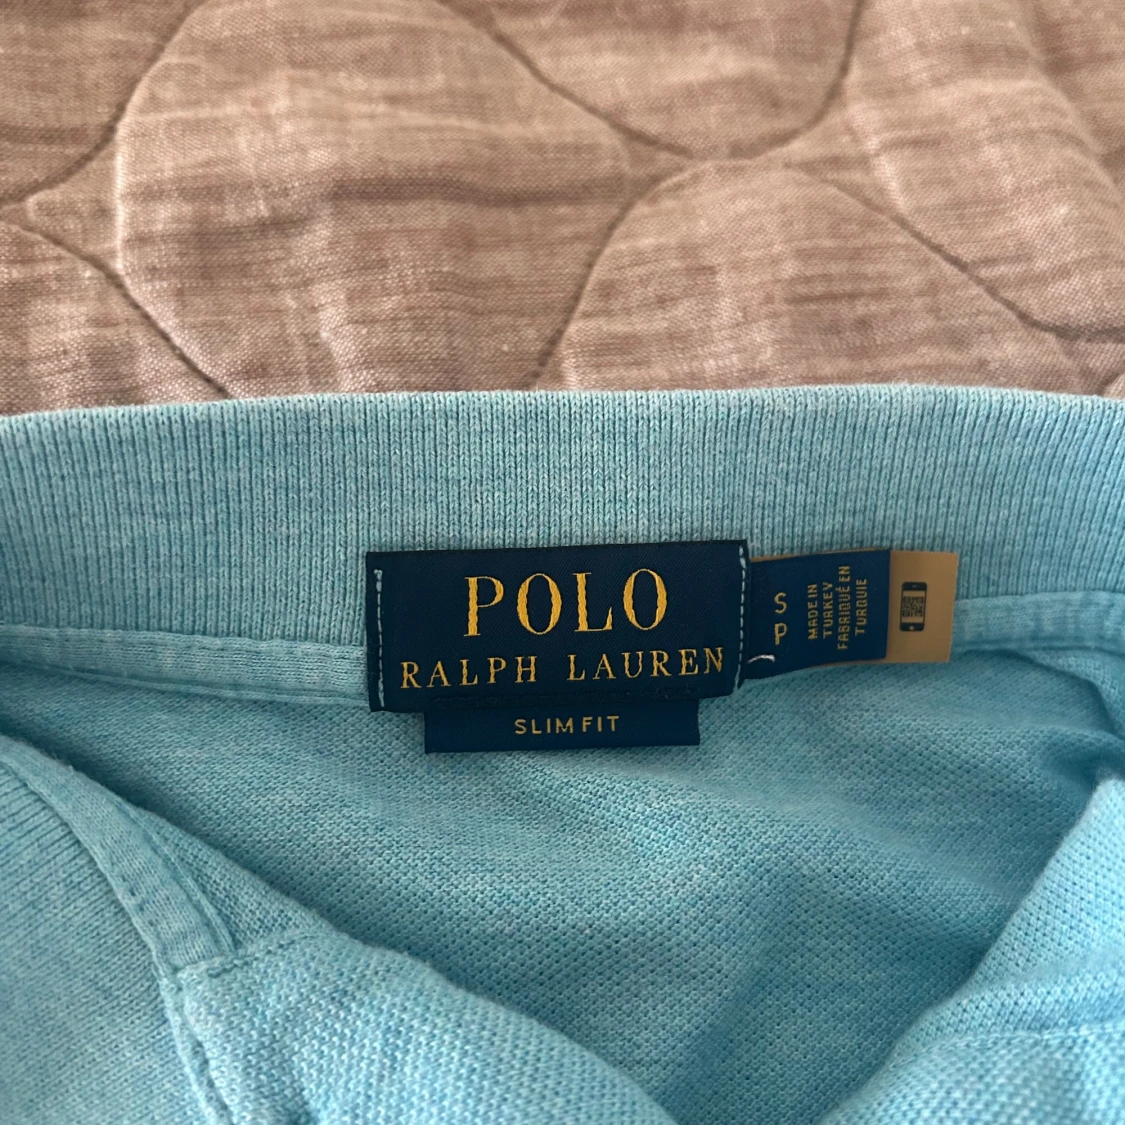 POLO
RALPH LAUREN
SLIM FIT
S
P
MADE IN
TURKEY
FABRIQUÉ EN
TURQUIE